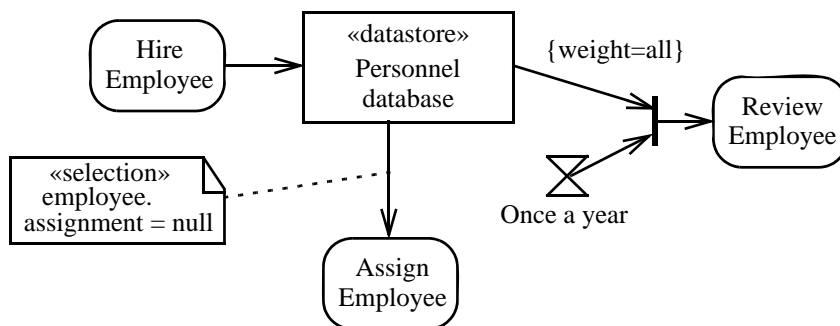 Hire
Employee
«datastore»
Personnel
database
{weight=all}
Review
Employee
«selection»
employee.
assignment = null
Once a year
Assign
Employee